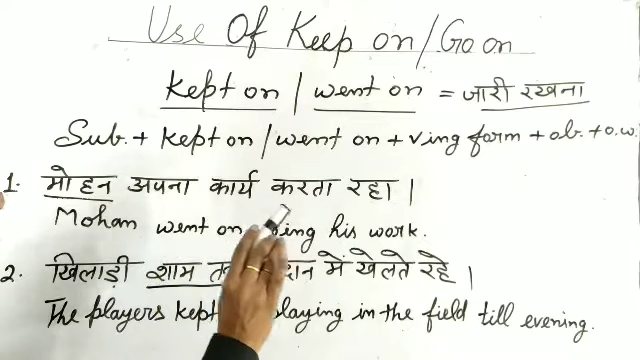 Use Of Keep on/Go on
Kept on / went on = जारी रखना
Sub. + kept on / went on + ving form + ob. + o.w.
1. मोहन अपना कार्य करता रहा |
Mohan went on his work.
2. खिलाड़ी शाम में खेलते रहे |
The players kept playing in the field till evening.